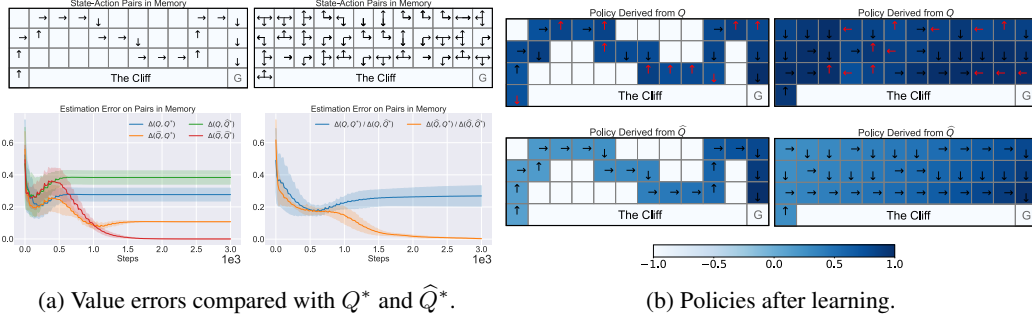 State-Action Pairs in Memory
The Cliff
G
State-Action Pairs in Memory
The Cliff
G
Estimation Error on Pairs in Memory
Δ(Q, Q*)
Δ(Q̂, Q*)
Δ(Q, Q̂*)
Δ(Q̂, Q̂*)
0.6
0.4
0.2
0.0
0.0 0.5 1.0 1.5 2.0 2.5 3.0
Steps
1e3
Estimation Error on Pairs in Memory
Δ(Q, Q*) / Δ(Q, Q̂*)
Δ(Q̂, Q*) / Δ(Q̂, Q̂*)
0.6
0.4
0.2
0.0
0.0 0.5 1.0 1.5 2.0 2.5 3.0
Steps
1e3
(a) Value errors compared with Q* and Q̂*.
Policy Derived from Q
The Cliff
G
Policy Derived from Q
The Cliff
G
Policy Derived from Q̂
The Cliff
G
Policy Derived from Q̂
The Cliff
G
−1.0 −0.5 0.0 0.5 1.0
(b) Policies after learning.